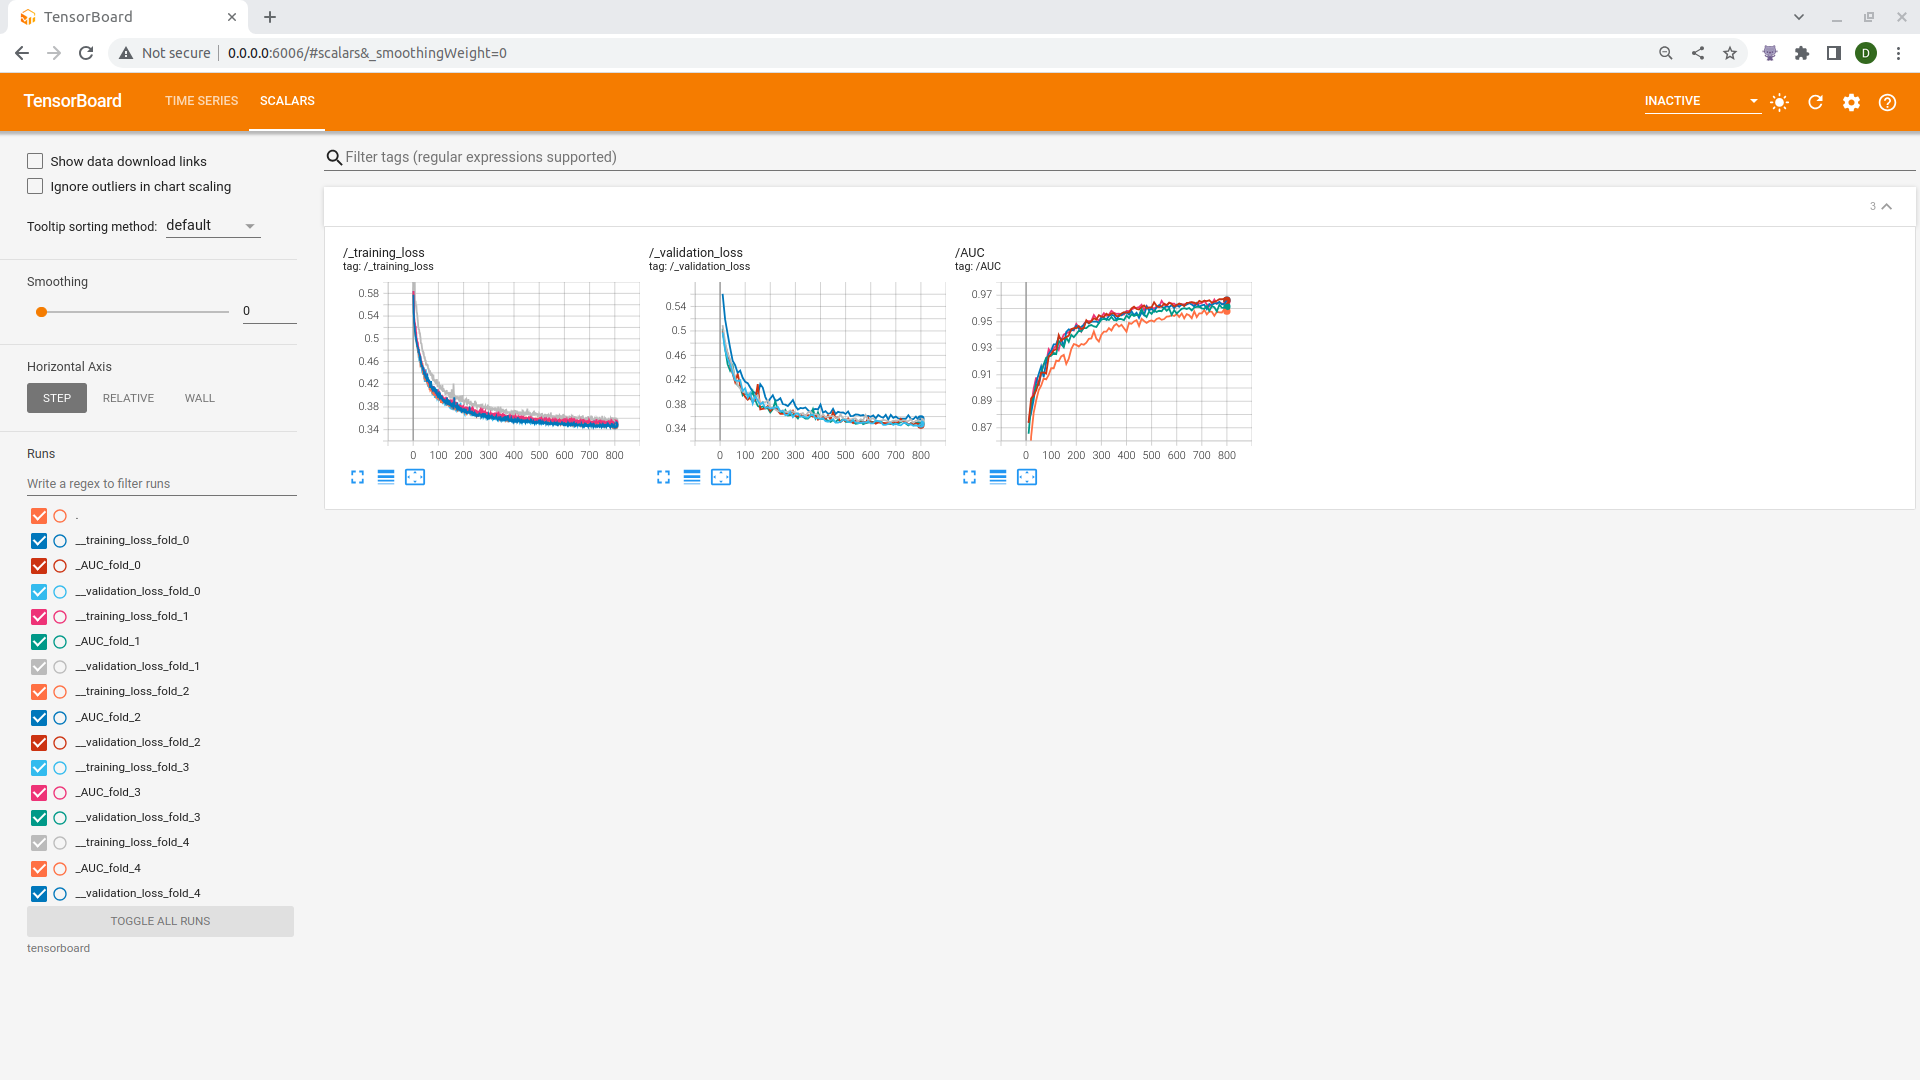 TensorBoard
Not secure
0.0.0.0:6006/#scalars&_smoothingWeight=0
D
TensorBoard
TIME SERIES
SCALARS
INACTIVE
Show data download links
Ignore outliers in chart scaling
Tooltip sorting method: default
Smoothing
0
Horizontal Axis
STEP
RELATIVE
WALL
Runs
Write a regex to filter runs
.
__training_loss_fold_0
_AUC_fold_0
__validation_loss_fold_0
__training_loss_fold_1
_AUC_fold_1
__validation_loss_fold_1
__training_loss_fold_2
_AUC_fold_2
__validation_loss_fold_2
__training_loss_fold_3
_AUC_fold_3
__validation_loss_fold_3
__training_loss_fold_4
_AUC_fold_4
__validation_loss_fold_4
TOGGLE ALL RUNS
tensorboard
Filter tags (regular expressions supported)
3
/_training_loss
tag: /_training_loss
0.58
0.54
0.5
0.46
0.42
0.38
0.34
0 100 200 300 400 500 600 700 800
/_validation_loss
tag: /_validation_loss
0.54
0.5
0.46
0.42
0.38
0.34
0 100 200 300 400 500 600 700 800
/AUC
tag: /AUC
0.97
0.95
0.93
0.91
0.89
0.87
0 100 200 300 400 500 600 700 800